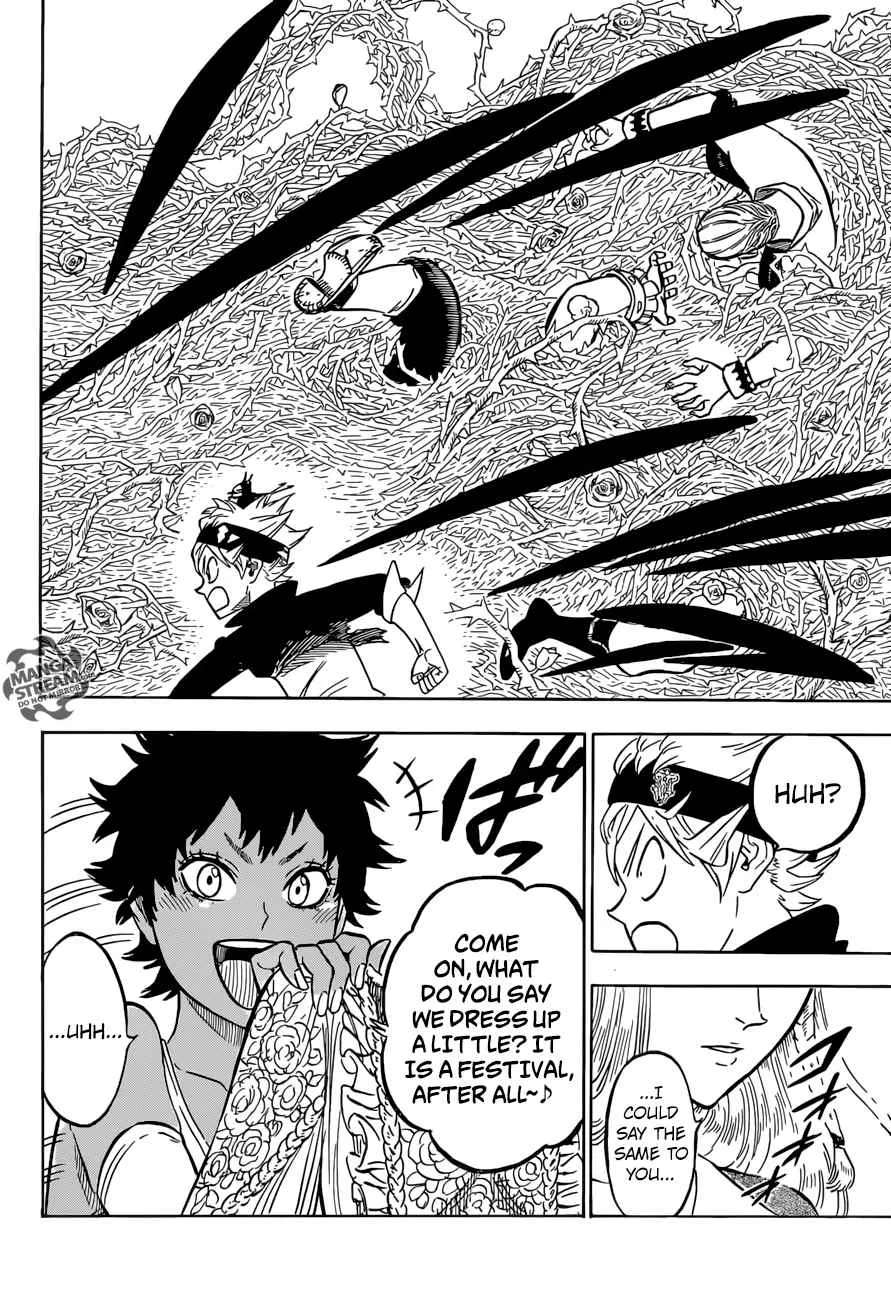 MANGA
STREAM.com
DO NOT MIRROR
HUH?
...I
COULD
SAY THE
SAME TO
YOU...
ばっ
COME
ON, WHAT
DO YOU SAY
WE DRESS UP
A LITTLE? IT
IS A FESTIVAL,
AFTER ALL~♪
...UHH...